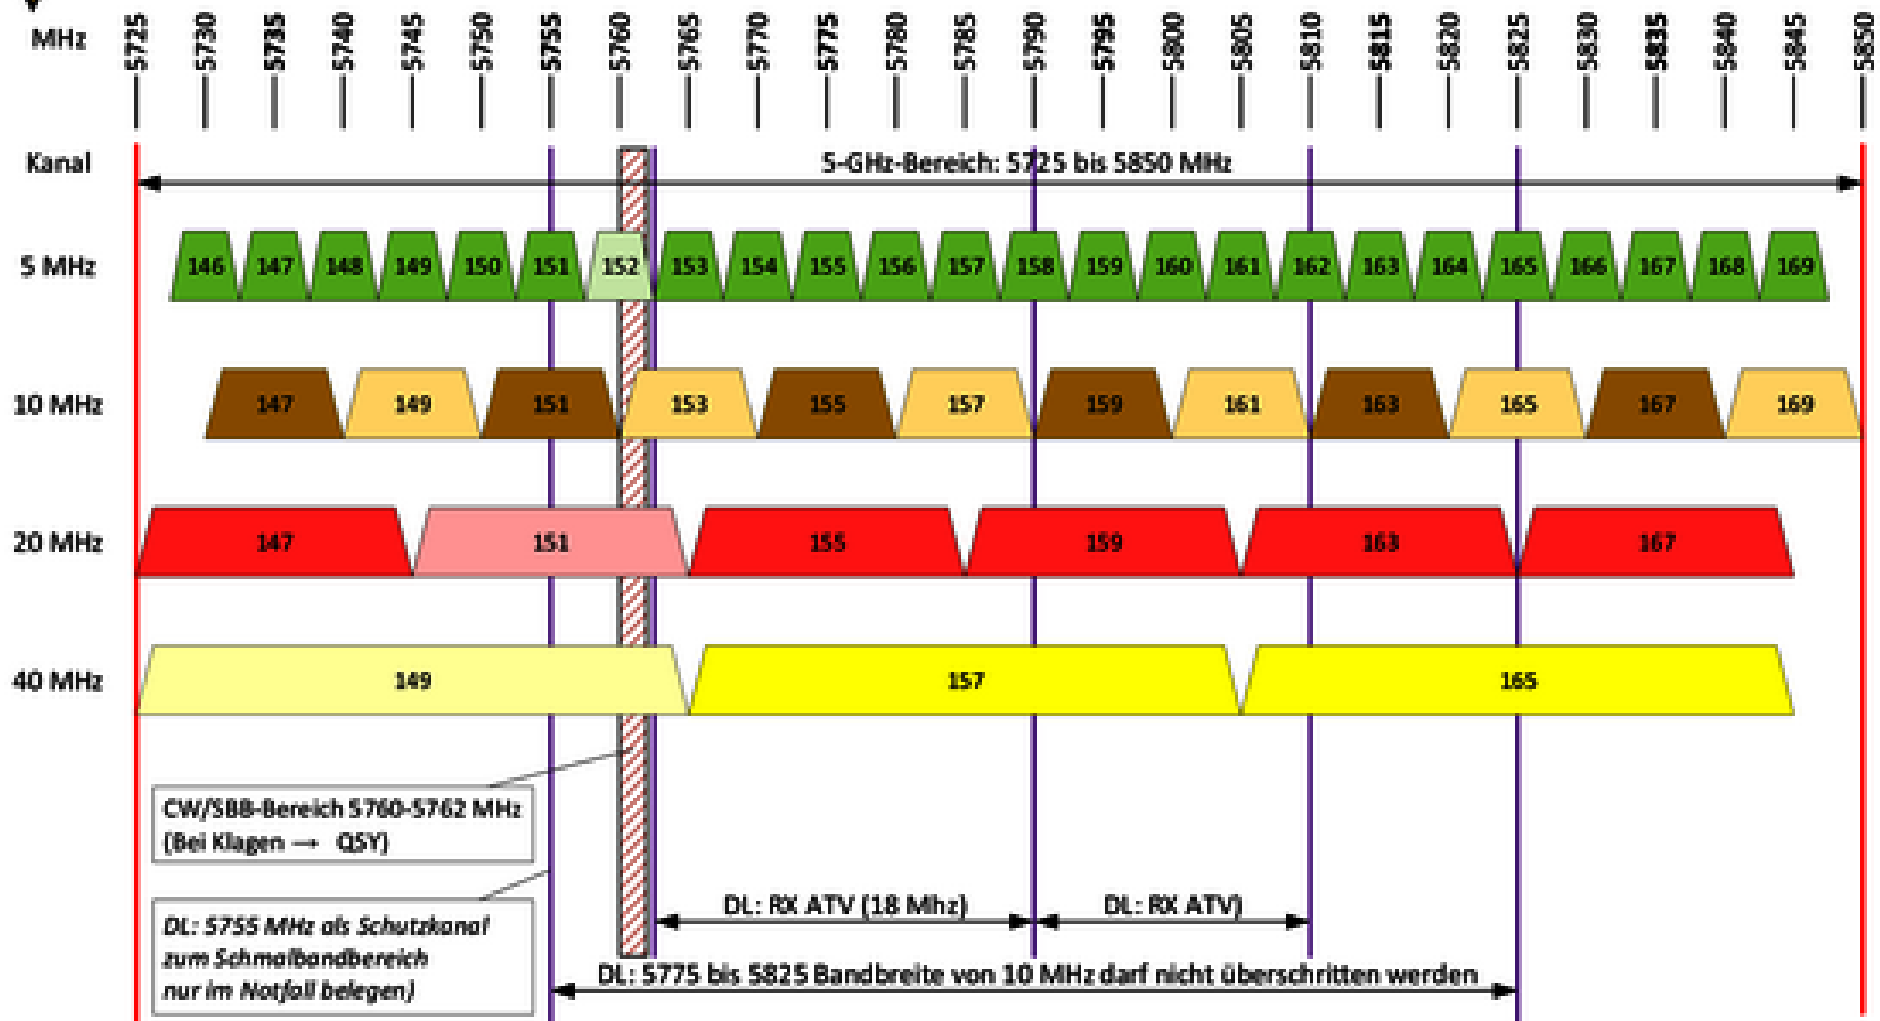 MHz 5725 5730 5735 5740 5745 5750 5755 5760 5765 5770 5775 5780 5785 5790 5795 5800 5805 5810 5815 5820 5825 5830 5835 5840 5845 5850
Kanal 5-GHz-Bereich: 5725 bis 5850 MHz
5 MHz 146 147 148 149 150 151 152 153 154 155 156 157 158 159 160 161 162 163 164 165 166 167 168 169
10 MHz 147 149 151 153 155 157 159 161 163 165 167 169
20 MHz 147 151 155 159 163 167
40 MHz 149 157 165
CW/SBB-Bereich 5760-5762 MHz
(Bei Klagen → QSY)
DL: RX ATV (18 Mhz) DL: RX ATV)
DL: 5755 MHz als Schutzkanal
zum Schmalbandbereich
nur im Notfall belegen)
DL: 5775 bis 5825 Bandbreite von 10 MHz darf nicht überschritten werden